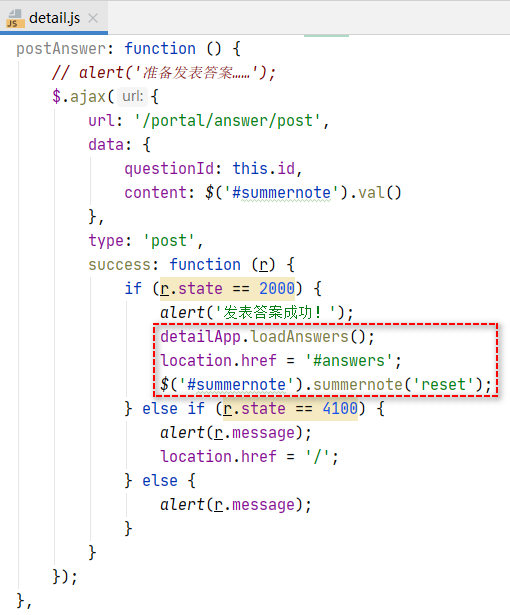 JS detail.js ×
postAnswer: function () {
// alert('准备发表答案……');
$.ajax( url: {
url: '/portal/answer/post',
data: {
questionId: this.id,
content: $('#summernote').val()
},
type: 'post',
success: function (r) {
if (r.state == 2000) {
alert('发表答案成功！');
detailApp.loadAnswers();
location.href = '#answers';
$('#summernote').summernote('reset');
} else if (r.state == 4100) {
alert(r.message);
location.href = '/';
} else {
alert(r.message);
}
}
});
},